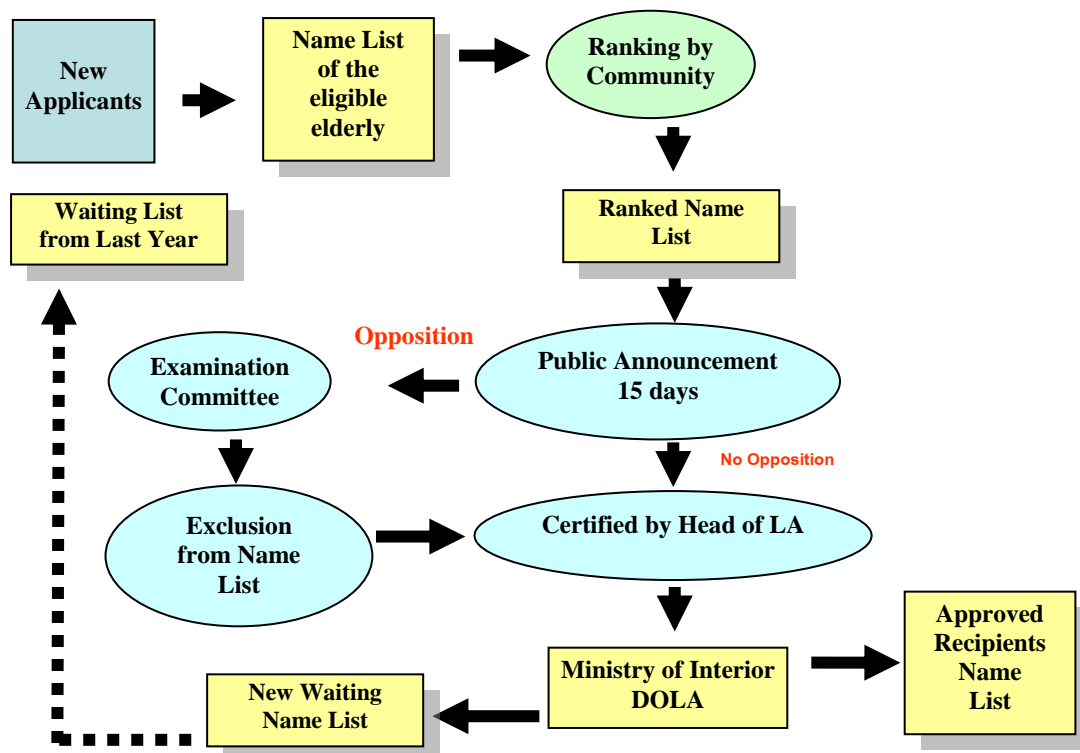 New
Applicants
Name List
of the
eligible
elderly
Ranking by
Community
Waiting List
from Last Year
Ranked Name
List
Opposition
Public Announcement
15 days
Examination
Committee
No Opposition
Exclusion
from Name
List
Certified by Head of LA
Ministry of Interior
DOLA
Approved
Recipients
Name
List
New Waiting
Name List